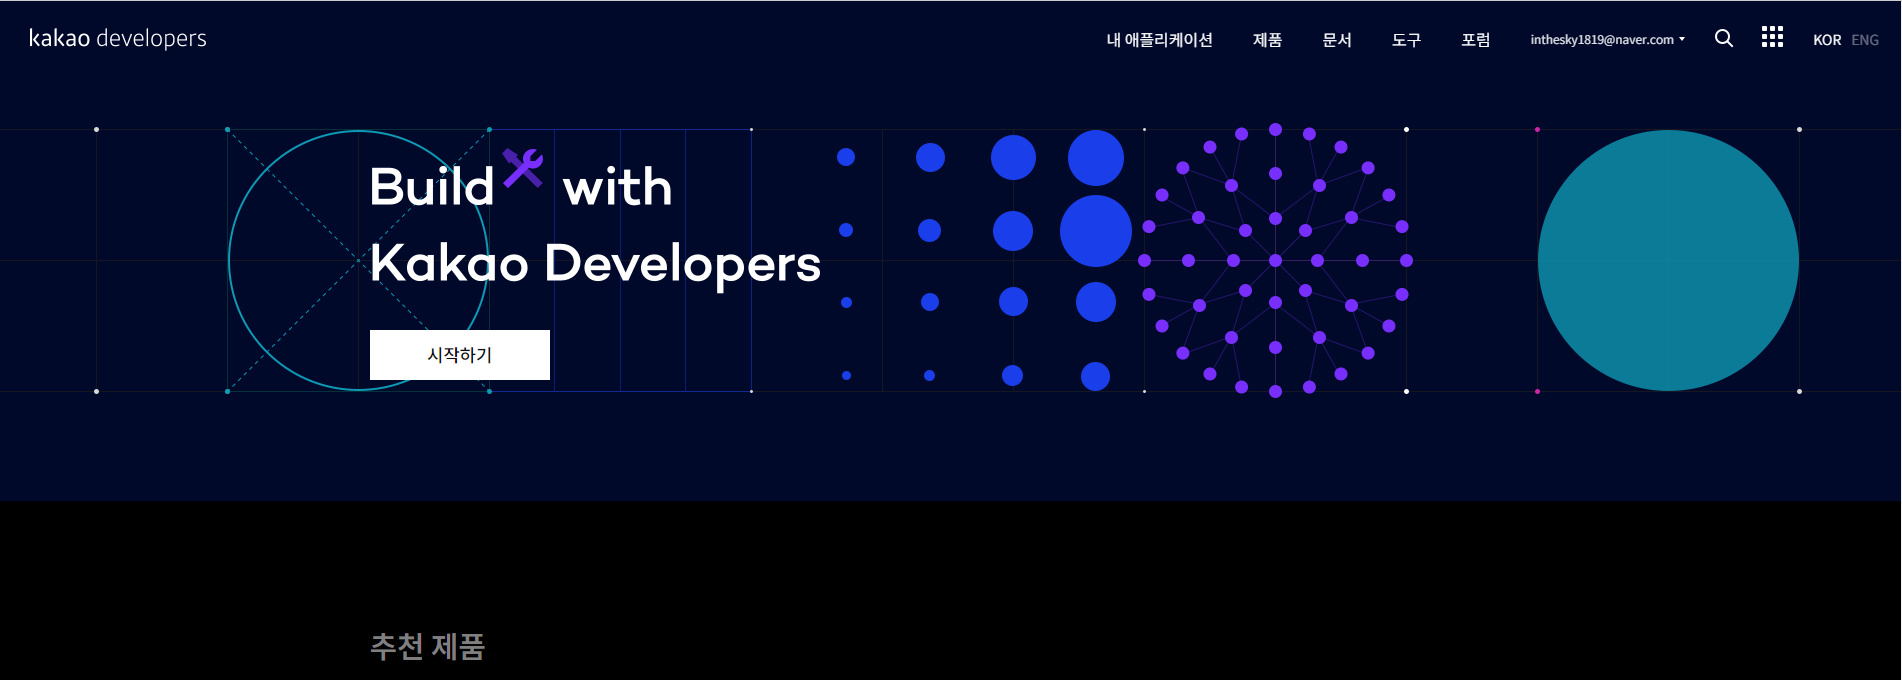 kakao developers
내 애플리케이션 제품 문서 도구 포럼 inthesky1819@naver.com KOR ENG
Build with
Kakao Developers
시작하기
추천 제품